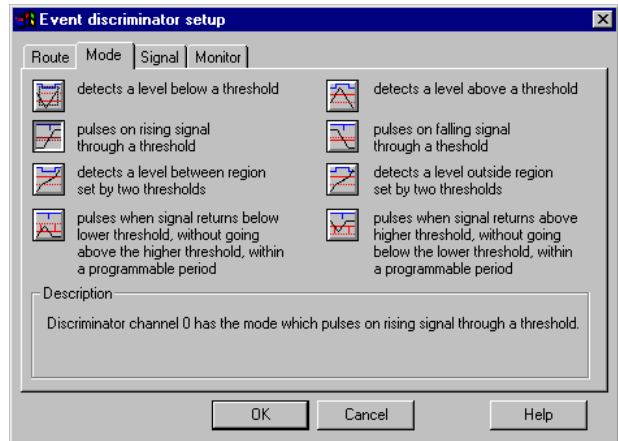 Event discriminator setup
Route
Mode
Signal
Monitor
detects a level below a threshold
detects a level above a threshold
pulses on rising signal
through a threshold
pulses on falling signal
through a theshold
detects a level between region
set by two thresholds
detects a level outside region
set by two thresholds
pulses when signal returns below
lower threshold, without going
above the higher threshold, within
a programmable period
pulses when signal returns above
higher threshold, without going
below the lower threshold, within
a programmable period
Description
Discriminator channel 0 has the mode which pulses on rising signal through a threshold.
OK
Cancel
Help